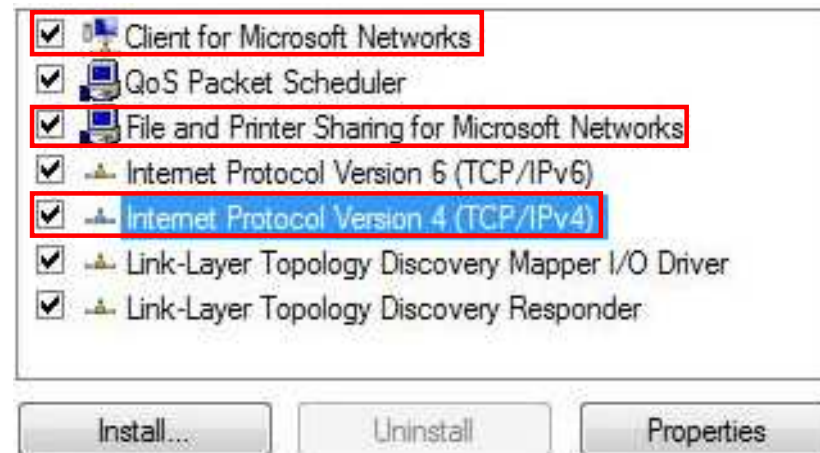 Client for Microsoft Networks
QoS Packet Scheduler
File and Printer Sharing for Microsoft Networks
Internet Protocol Version 6 (TCP/IPv6)
Internet Protocol Version 4 (TCP/IPv4)
Link-Layer Topology Discovery Mapper I/O Driver
Link-Layer Topology Discovery Responder
Install... Uninstall Properties